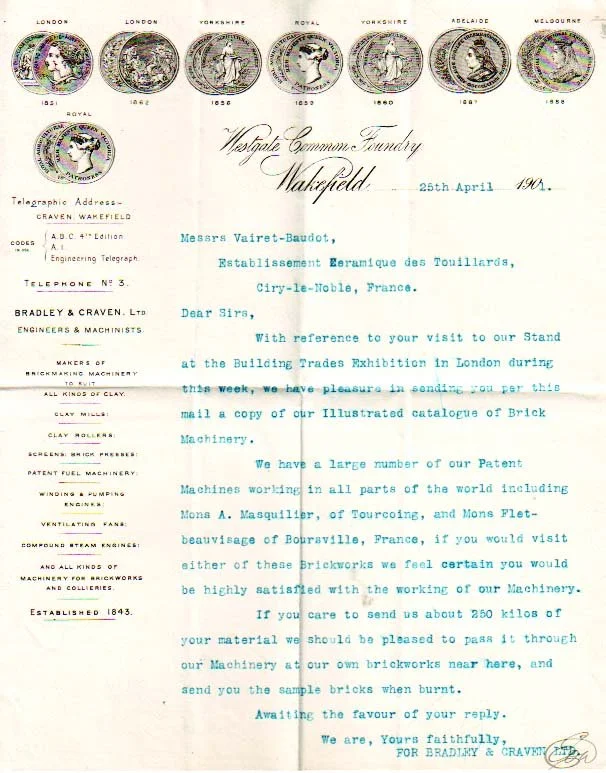 LONDON LONDON YORKSHIRE ROYAL YORKSHIRE ADELAIDE MELBOURNE
1851 1862 1858 1859 1860 1887 1888
ROYAL
PATRONESS
Westgate Common Foundry
Wakefield. 25th April 1901.
Telegraphic Address-
CRAVEN. WAKEFIELD
CODES IN USE
A.B.C. 4TH Edition.
A.I.
Engineering Telegraph.
TELEPHONE No 3.
BRADLEY & CRAVEN. LTD
ENGINEERS & MACHINISTS.
MAKERS OF
BRICKMAKING MACHINERY
TO SUIT
ALL KINDS OF CLAY.
CLAY MILLS:
CLAY ROLLERS:
SCREENS: BRICK PRESSES:
PATENT FUEL MACHINERY:
WINDING & PUMPING
ENGINES:
VENTILATING FANS:
COMPOUND STEAM ENGINES:
AND ALL KINDS OF
MACHINERY FOR BRICKWORKS
AND COLLIERIES.
ESTABLISHED 1843.
Messrs Vairet-Baudot,
Establissement Eeramique des Touillards,
Ciry-le-Noble, France.
Dear Sirs,
With reference to your visit to our Stand
at the Building Trades Exhibition in London during
this week, we have pleasure in sending you per this
mail a copy of our Illustrated catalogue of Brick
Machinery.
We have a large number of our Patent
Machines working in all parts of the world including
Mons A. Masquilier, of Tourcoing, and Mons Flet-
beauvisage of Boursville, France, if you would visit
either of these Brickworks we feel certain you would
be highly satisfied with the working of our Machinery.
If you care to send us about 250 kilos of
your material we should be pleased to pass it through
our Machinery at our own brickworks near here, and
send you the sample bricks when burnt.
Awaiting the favour of your reply.
We are, Yours faithfully,
FOR BRADLEY & CRAVEN LTD.